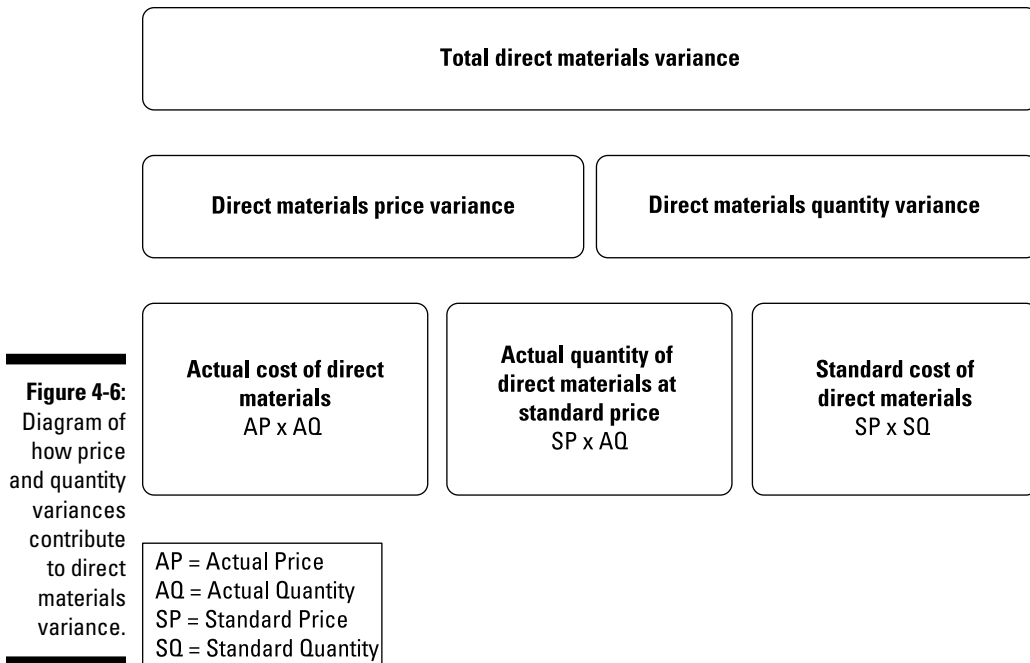 Total direct materials variance
Direct materials price variance
Direct materials quantity variance
Actual cost of direct
materials
AP x AQ
Actual quantity of
direct materials at
standard price
SP x AQ
Standard cost of
direct materials
SP x SQ
Figure 4-6:
Diagram of
how price
and quantity
variances
contribute
to direct
materials
variance.
AP = Actual Price
AQ = Actual Quantity
SP = Standard Price
SQ = Standard Quantity